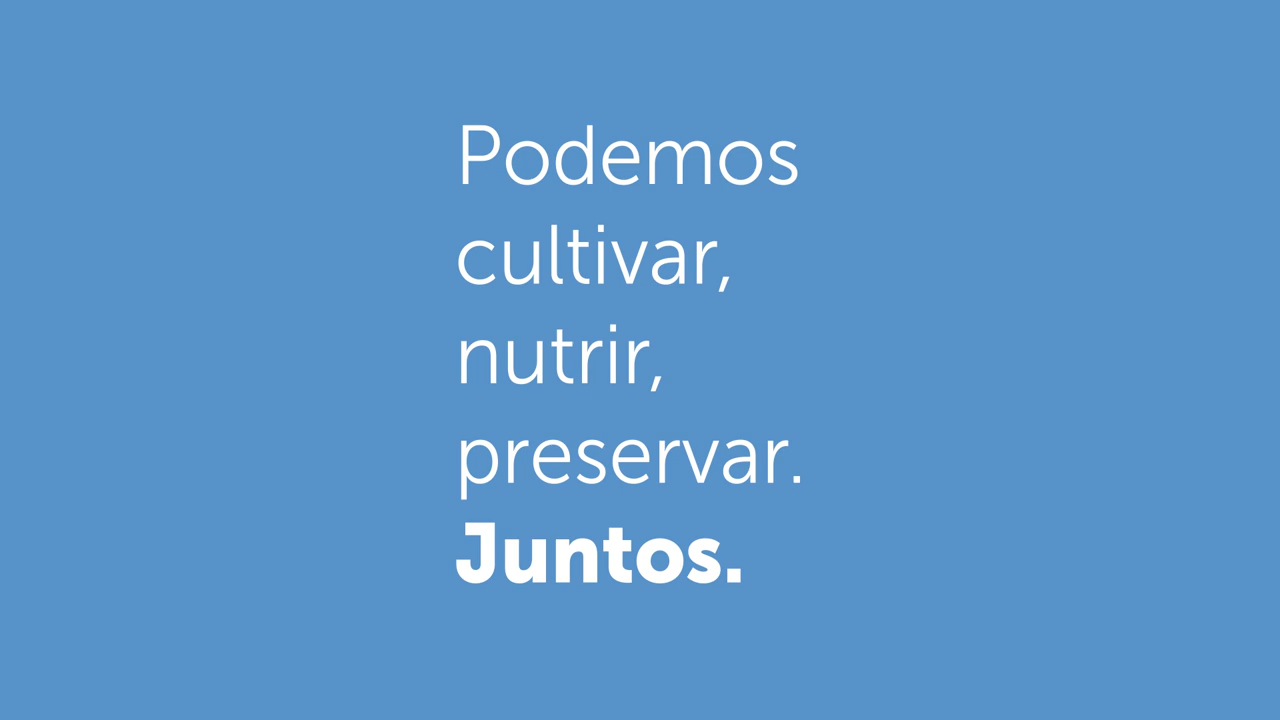 Podemos
cultivar,
nutrir,
preservar.
Juntos.